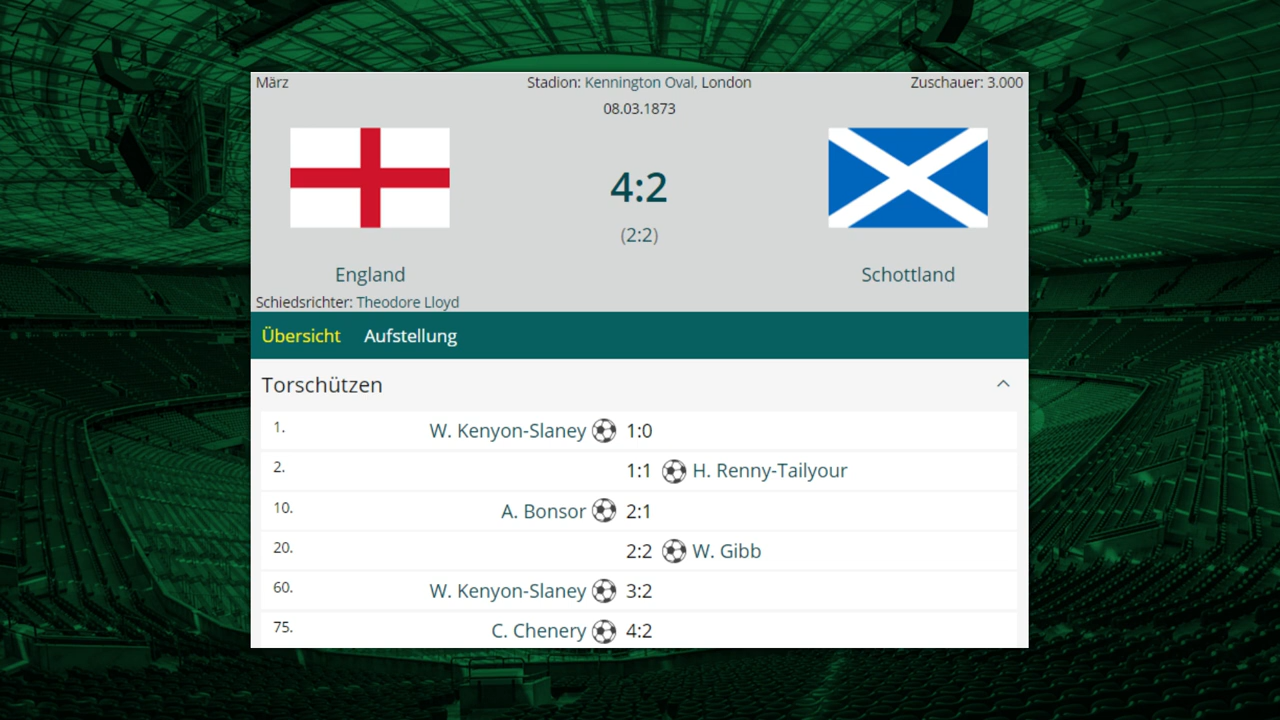 März Stadion: Kennington Oval, London Zuschauer: 3.000
08.03.1873
4:2
(2:2)
England Schottland
Schiedsrichter: Theodore Lloyd
Übersicht Aufstellung
Torschützen
1. W. Kenyon-Slaney 1:0
2. 1:1 H. Renny-Tailyour
10. A. Bonsor 2:1
20. 2:2 W. Gibb
60. W. Kenyon-Slaney 3:2
75. C. Chenery 4:2